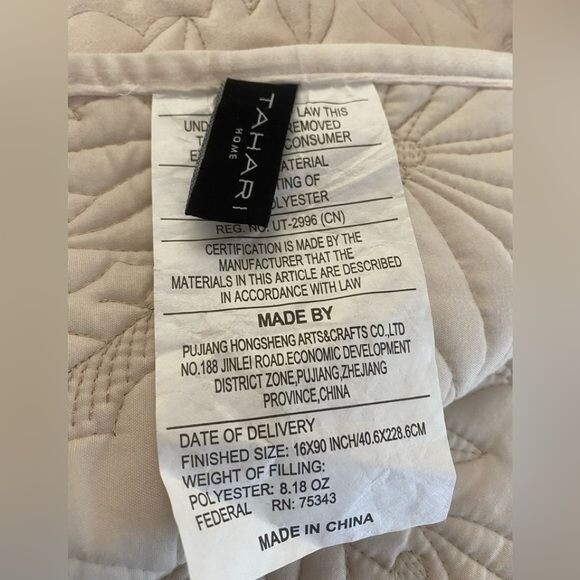 TAHARI
HOME
LAW THIS
REMOVED
CONSUMER
MATERIAL
OF
POLYESTER
REG. NO. UT-2996 (CN)
CERTIFICATION IS MADE BY THE
MANUFACTURER THAT THE
MATERIALS IN THIS ARTICLE ARE DESCRIBED
IN ACCORDANCE WITH LAW
MADE BY
PUJIANG HONGSHENG ARTS&CRAFTS CO.,LTD
NO.188 JINLEI ROAD.ECONOMIC DEVELOPMENT
DISTRICT ZONE,PUJIANG,ZHEJIANG
PROVINCE,CHINA
DATE OF DELIVERY
FINISHED SIZE: 16X90 INCH/40.6X228.6CM
WEIGHT OF FILLING:
POLYESTER: 8.18 OZ
FEDERAL RN: 75343
MADE IN CHINA